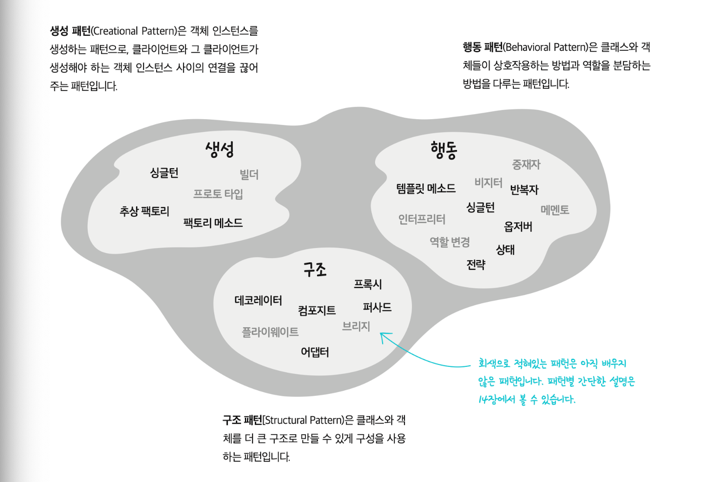 생성 패턴(Creational Pattern)은 객체 인스턴스를
생성하는 패턴으로, 클라이언트와 그 클라이언트가
생성해야 하는 객체 인스턴스 사이의 연결을 끊어
주는 패턴입니다.
행동 패턴(Behavioral Pattern)은 클래스와 객
체들이 상호작용하는 방법과 역할을 분담하는
방법을 다루는 패턴입니다.
생성
싱글턴
빌더
프로토 타입
추상 팩토리
팩토리 메소드
행동
중재자
템플릿 메소드
비지터
반복자
싱글턴
메멘토
인터프리터
옵저버
역할 변경
상태
전략
구조
프록시
데코레이터
컴포지트
퍼사드
플라이웨이트
브리지
어댑터
회색으로 적혀있는 패턴은 아직 배우지
않은 패턴입니다. 패턴별 간단한 설명은
14장에서 볼 수 있습니다.
구조 패턴[Structural Pattern)은 클래스와 객
체를 더 큰 구조로 만들 수 있게 구성을 사용
하는 패턴입니다.